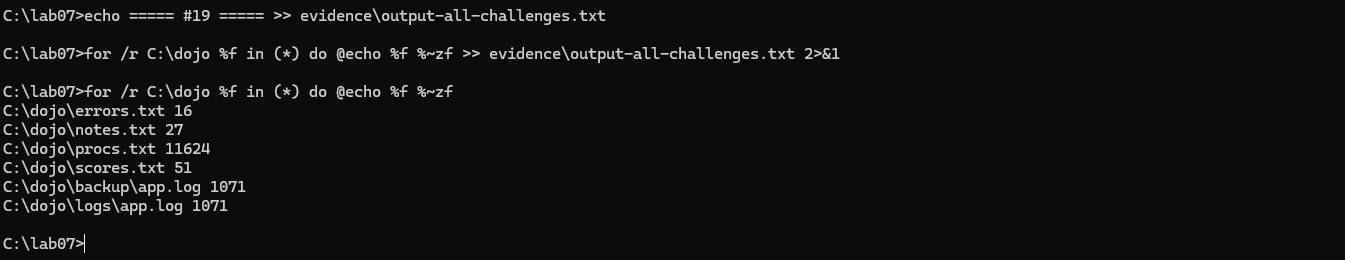 C:\lab07>echo ===== #19 ===== >> evidence\output-all-challenges.txt
C:\lab07>for /r C:\dojo %f in (*) do @echo %f %~zf >> evidence\output-all-challenges.txt 2>&1
C:\lab07>for /r C:\dojo %f in (*) do @echo %f %~zf
C:\dojo\errors.txt 16
C:\dojo\notes.txt 27
C:\dojo\procs.txt 11624
C:\dojo\scores.txt 51
C:\dojo\backup\app.log 1071
C:\dojo\logs\app.log 1071
C:\lab07>